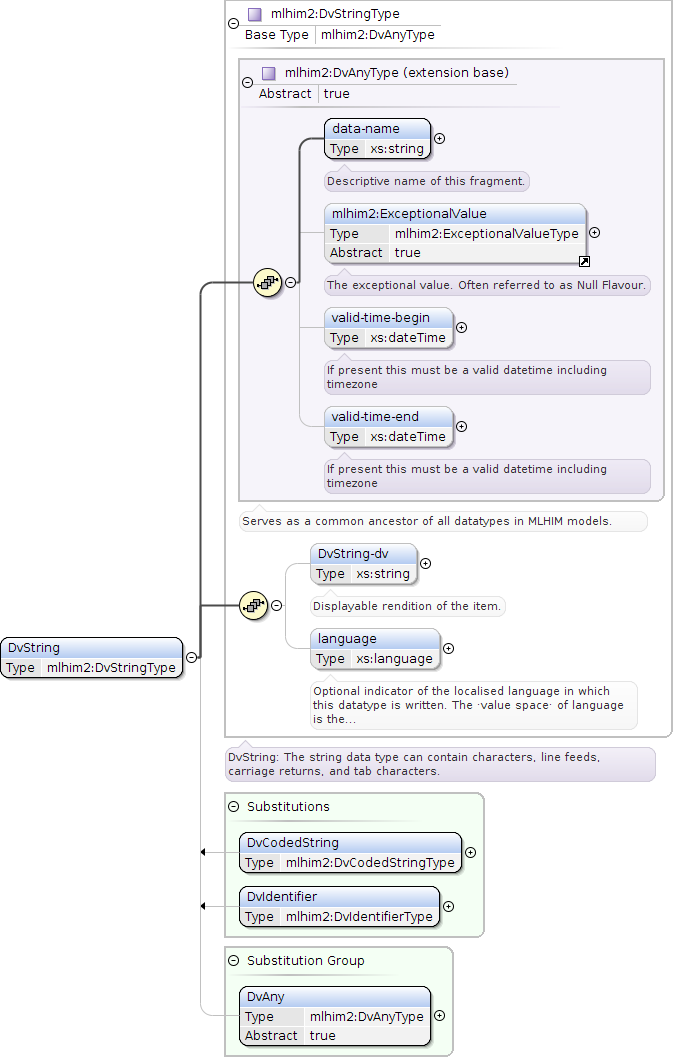 mlhim2:DvStringType
Base Type mlhim2:DvAnyType
mlhim2:DvAnyType (extension base)
Abstract true
data-name
Type xs:string
Descriptive name of this fragment.
mlhim2:ExceptionalValue
Type mlhim2:ExceptionalValueType
Abstract true
The exceptional value. Often referred to as Null Flavour.
valid-time-begin
Type xs:dateTime
If present this must be a valid datetime including
timezone
valid-time-end
Type xs:dateTime
If present this must be a valid datetime including
timezone
Serves as a common ancestor of all datatypes in MLHIM models.
DvString-dv
Type xs:string
Displayable rendition of the item.
language
Type xs:language
Optional indicator of the localised language in which
this datatype is written. The ·value space· of language
is the...
DvString
Type mlhim2:DvStringType
DvString: The string data type can contain characters, line feeds,
carriage returns, and tab characters.
Substitutions
DvCodedString
Type mlhim2:DvCodedStringType
DvIdentifier
Type mlhim2:DvIdentifierType
Substitution Group
DvAny
Type mlhim2:DvAnyType
Abstract true